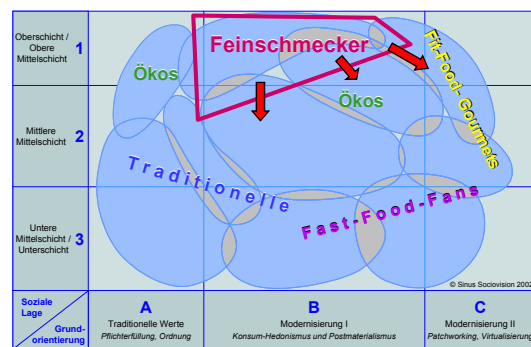 Oberschicht /
Obere
Mittelschicht
1
Feinschmecker
Ökos
Ökos
Fit-Food-Gourmets
Mittlere
Mittelschicht
2
Traditionelle
Fast-Food-Fans
Untere
Mittelschicht /
Unterschicht
3
© Sinus Sociovision 2002
Soziale
Lage
Grund-
orientierung
A
Traditionelle Werte
Pflichterfüllung, Ordnung
B
Modernisierung I
Konsum-Hedonismus und Postmaterialismus
C
Modernisierung II
Patchworking, Virtualisierung